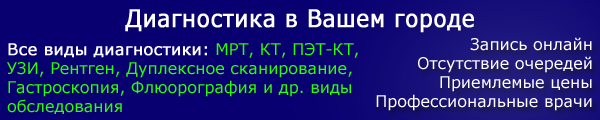 Диагностика в Вашем городе
Все виды диагностики: МРТ, КТ, ПЭТ-КТ,
УЗИ, Рентген, Дуплексное сканирование,
Гастроскопия, Флюорография и др. виды
обследования
Запись онлайн
Отсутствие очередей
Приемлемые цены
Профессиональные врачи